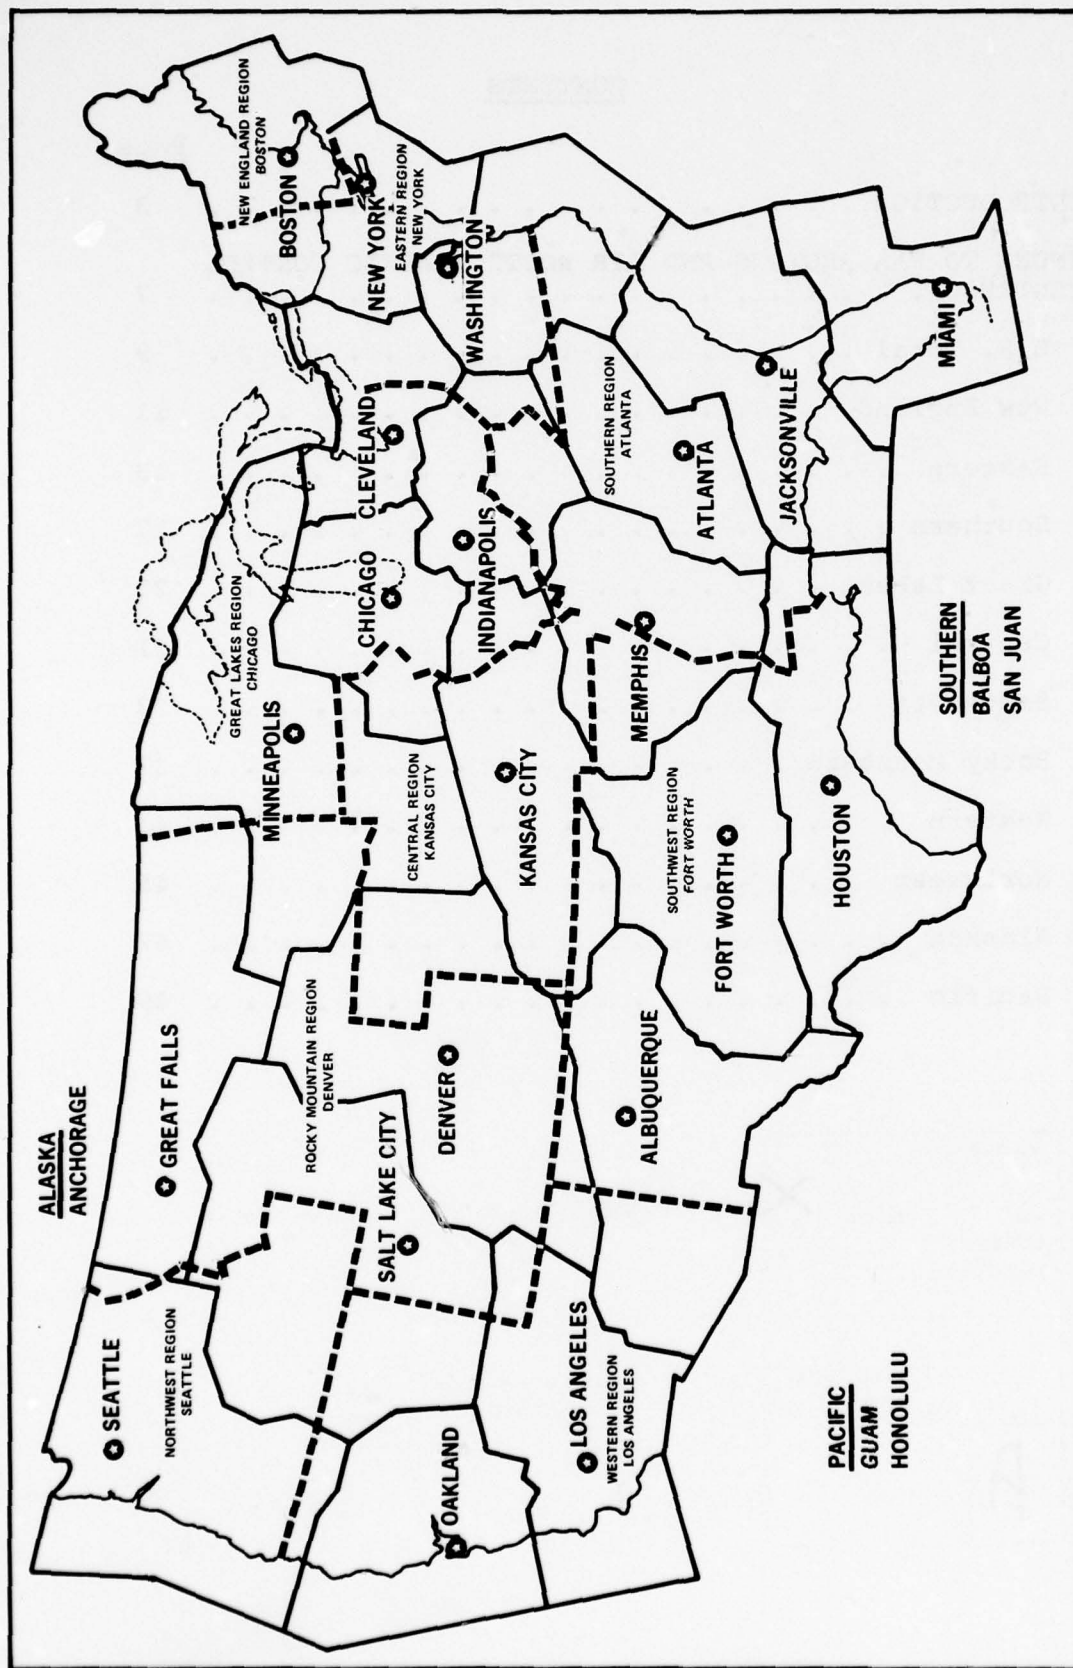 ALASKA
ANCHORAGE
SEATTLE
NORTHWEST REGION
SEATTLE
GREAT FALLS
ROCKY MOUNTAIN REGION
DENVER
SALT LAKE CITY
DENVER
OAKLAND
LOS ANGELES
WESTERN REGION
LOS ANGELES
ALBUQUERQUE
PACIFIC
GUAM
HONOLULU
MINNEAPOLIS
GREAT LAKES REGION
CHICAGO
CENTRAL REGION
KANSAS CITY
KANSAS CITY
CHICAGO
INDIANAPOLIS
CLEVELAND
SOUTHWEST REGION
FORT WORTH
FORT WORTH
HOUSTON
MEMPHIS
NEW ENGLAND REGION
BOSTON
BOSTON
NEW YORK
EASTERN REGION
NEW YORK
WASHINGTON
SOUTHERN REGION
ATLANTA
ATLANTA
JACKSONVILLE
MIAMI
SOUTHERN
BALBOA
SAN JUAN